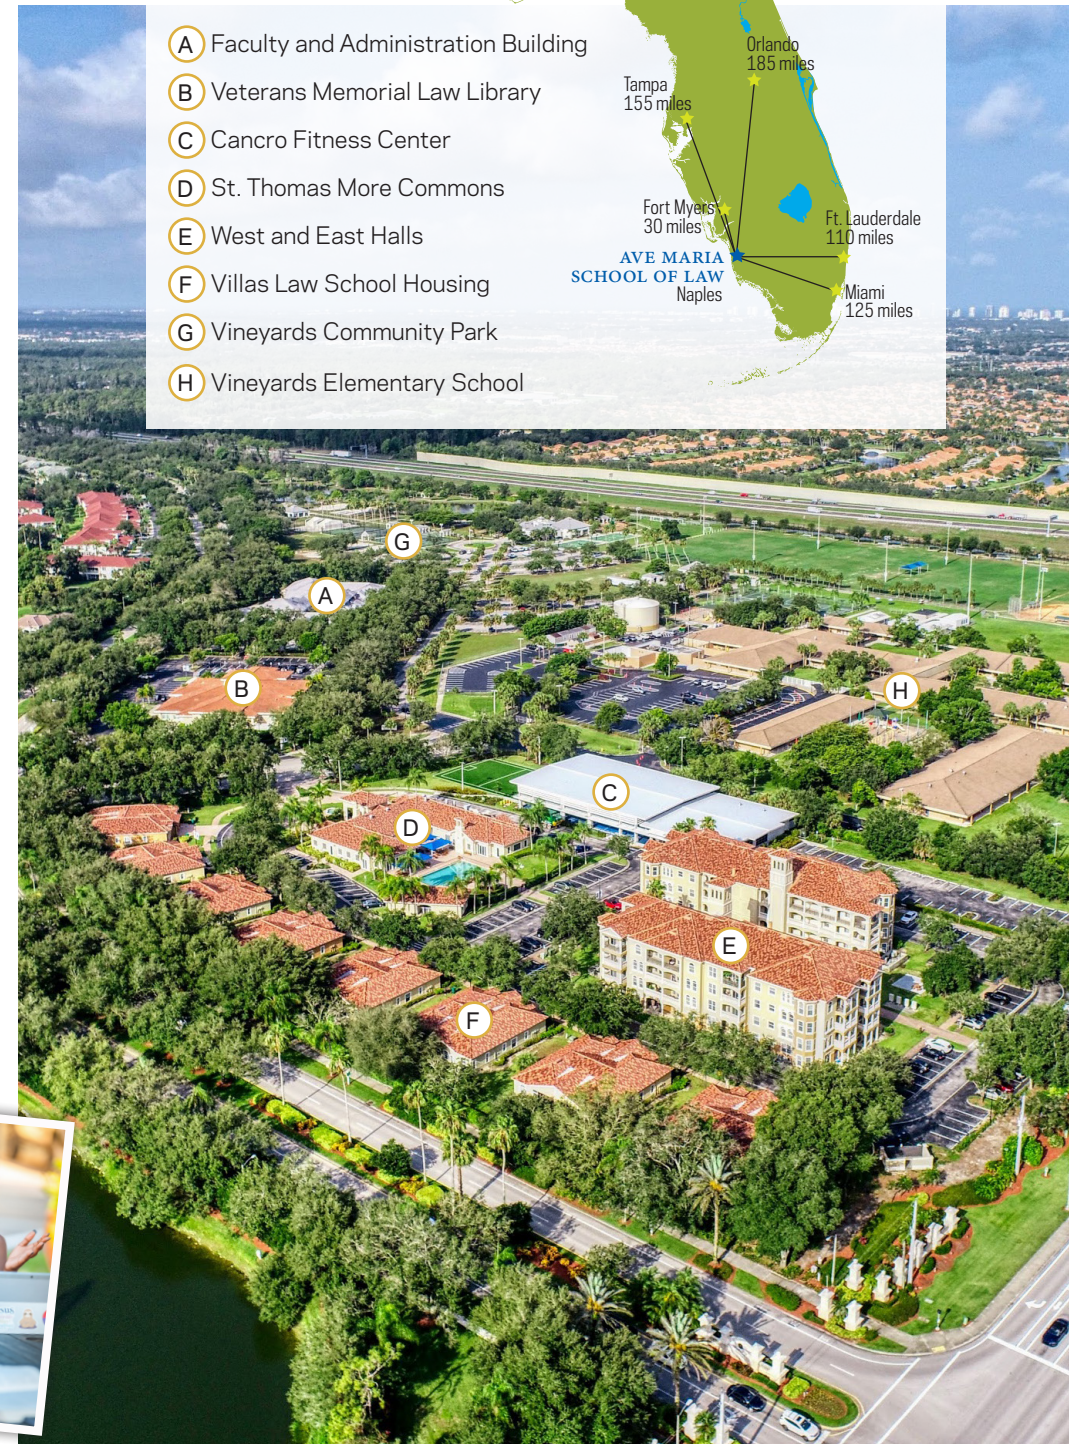 A Faculty and Administration Building
B Veterans Memorial Law Library
C Cancro Fitness Center
D St. Thomas More Commons
E West and East Halls
F Villas Law School Housing
G Vineyards Community Park
H Vineyards Elementary School
Orlando
185 miles
Tampa
155 miles
Fort Myers
30 miles
Ft. Lauderdale
110 miles
AVE MARIA
SCHOOL OF LAW
Naples
Miami
125 miles
G
A
B
H
C
D
E
F